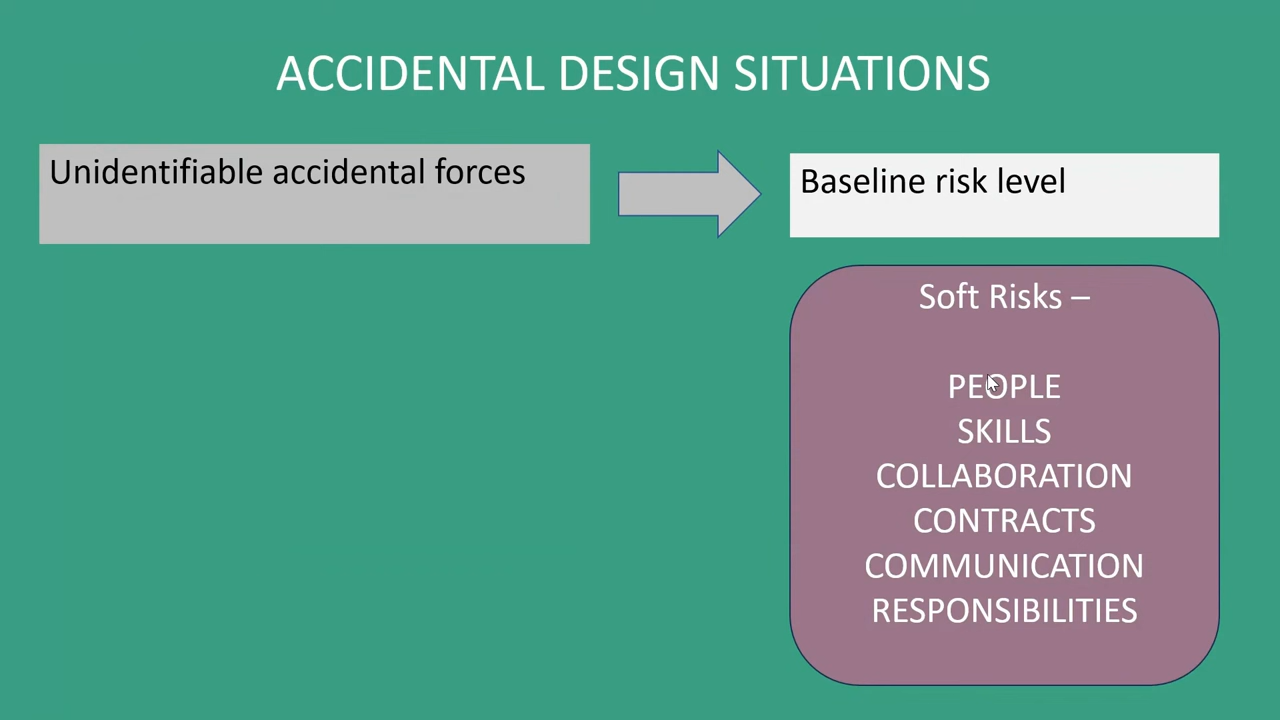 ACCIDENTAL DESIGN SITUATIONS
Unidentifiable accidental forces
Baseline risk level
Soft Risks –
PEOPLE
SKILLS
COLLABORATION
CONTRACTS
COMMUNICATION
RESPONSIBILITIES